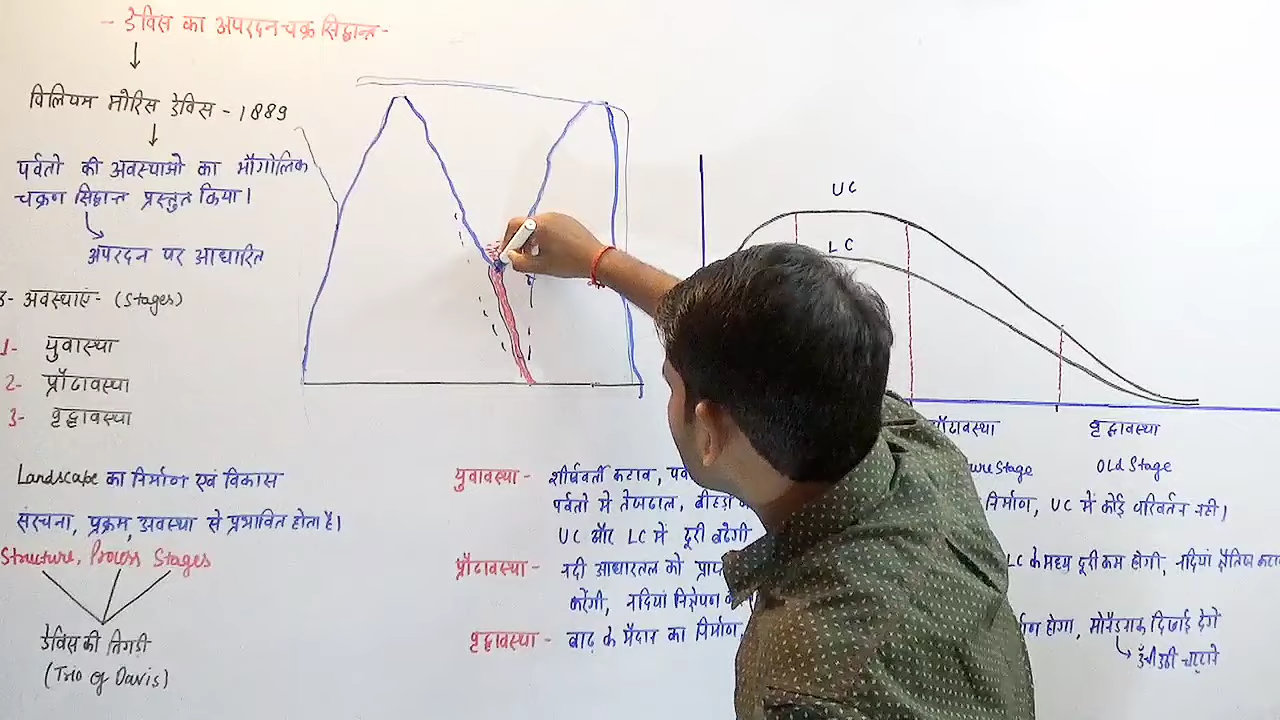 - डेविस का अपरदन चक्र सिद्धान्त -
विलियम मोरिस डेविस - 1889
पर्वतो की अवस्थाओ का भौगोलिक
चक्रण सिद्धान्त प्रस्तुत किया।
अपरदन पर आधारित
3- अवस्थाएं- (Stages)
1- युवास्था
2- प्रौढावस्था
3- वृद्धावस्था
Landscape का निर्माण एवं विकास
संरचना, प्रक्रम, अवस्था से प्रभावित होता है।
Structure, Process Stages
डेविस की तिगड़ी
(Trio of Davis)
UC
LC
वृद्धावस्था
Stage
Old Stage
युवावस्था - शीर्षवर्ती कटाव,
पर्वतो मे तेज ढाल, बीहड़ो
निर्माण, UC में कोई परिवर्तन नही।
UC और LC में दूरी बढेगी
प्रौढावस्था - नदी आधारतल को
LC के मध्य दूरी कम होगी, नदियां क्षैतिज
करेंगी, नदियां निक्षेपण
वृद्धावस्था - बाढ़ के मैदान का निर्माण,
होगा, मोनैडनाक दिखाई देगें
ऊँची उठी चट्टाने